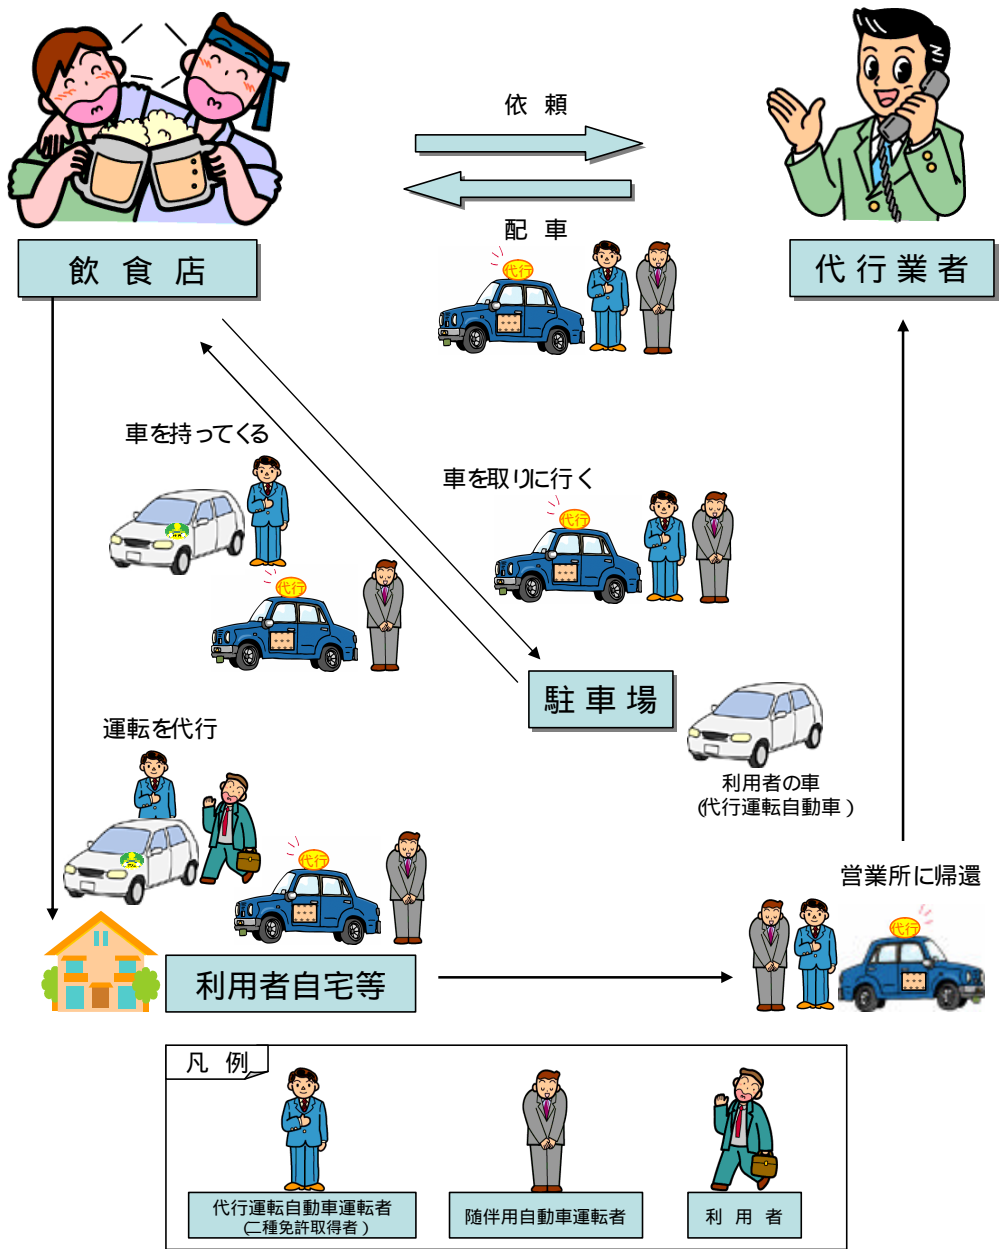 依 頼
配 車
代行
飲 食 店
代 行 業 者
車を持ってくる
代行
車を取りに行く
代行
駐 車 場
利用者の車
(代行運転自動車)
運転を代行
代行
利用者自宅等
営業所に帰還
代行
凡 例
代行運転自動車運転者
(二種免許取得者)
随伴用自動車運転者
利 用 者